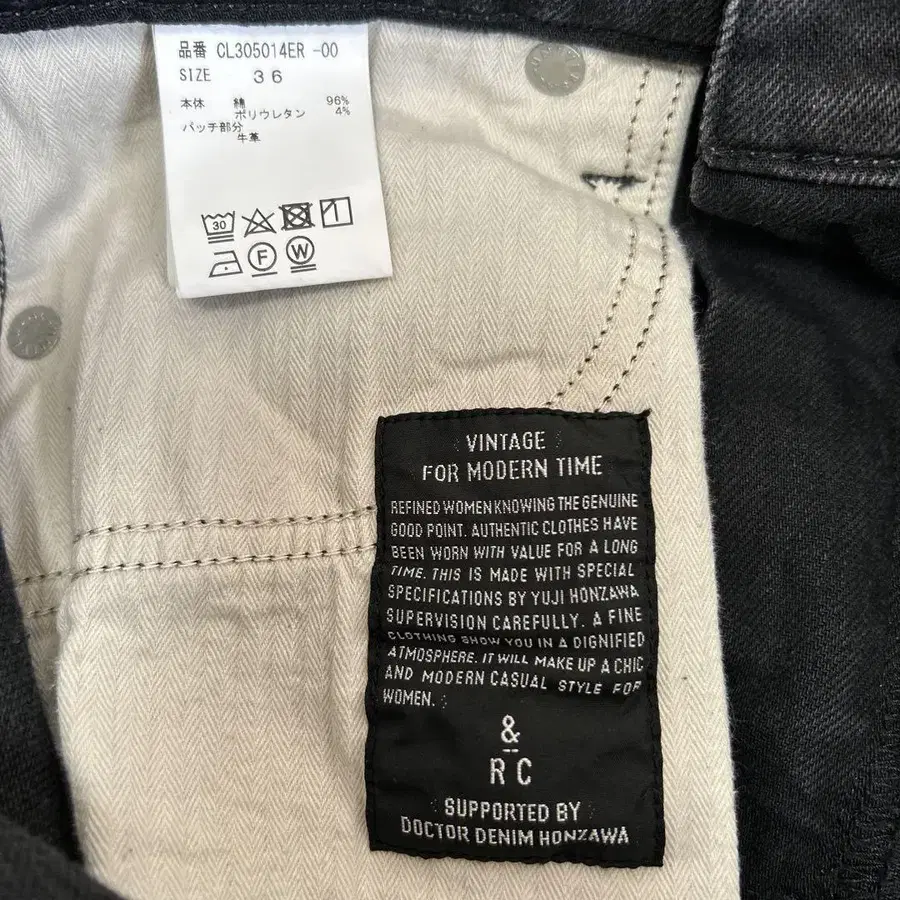 品番 CL305014ER -00
SIZE 36
本体 綿 96%
ポリウレタン 4%
パッチ部分
牛革
30
F W
VINTAGE
FOR MODERN TIME
REFINED WOMEN KNOWING THE GENUINE
GOOD POINT. AUTHENTIC CLOTHES HAVE
BEEN WORN WITH VALUE FOR A LONG
TIME. THIS IS MADE WITH SPECIAL
SPECIFICATIONS BY YUJI HONZAWA
SUPERVISION CAREFULLY. A FINE
CLOTHING SHOW YOU IN A DIGNIFIED
ATMOSPHERE. IT WILL MAKE UP A CHIC
AND MODERN CASUAL STYLE FOR
WOMEN.
&
RC
SUPPORTED BY
DOCTOR DENIM HONZAWA